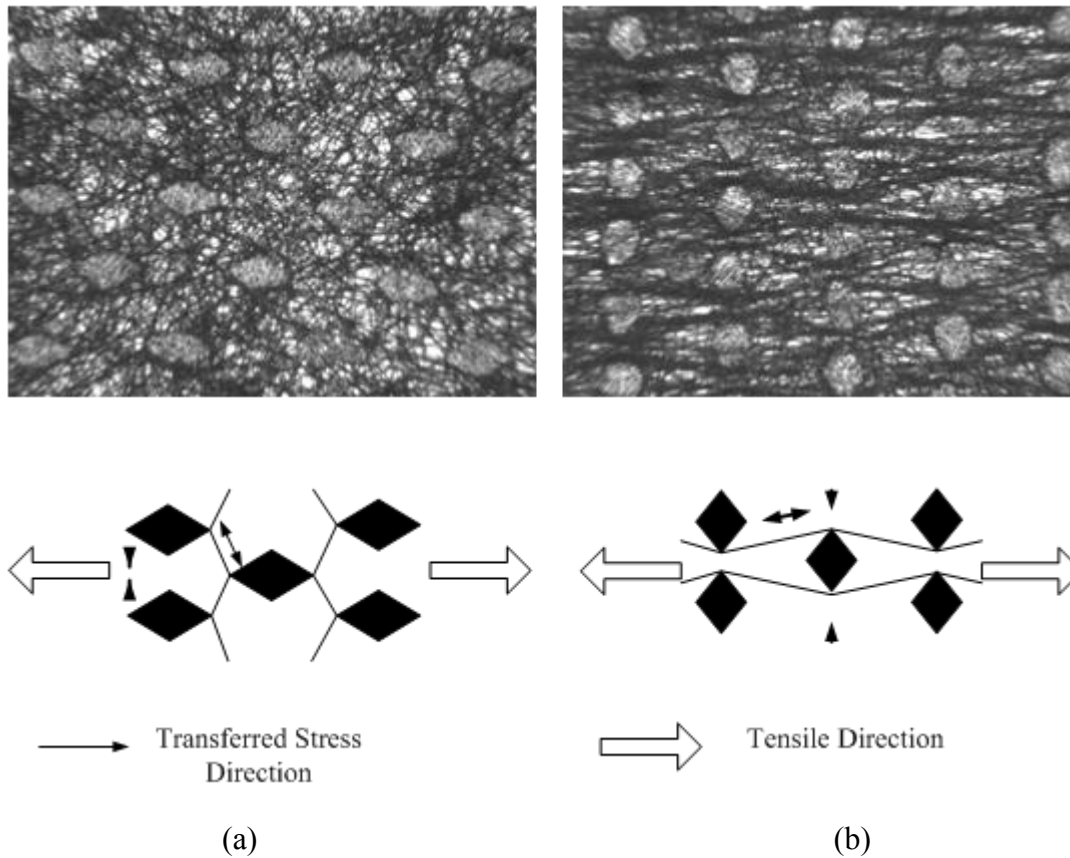 Transferred Stress
Direction
Tensile Direction
(a)
(b)